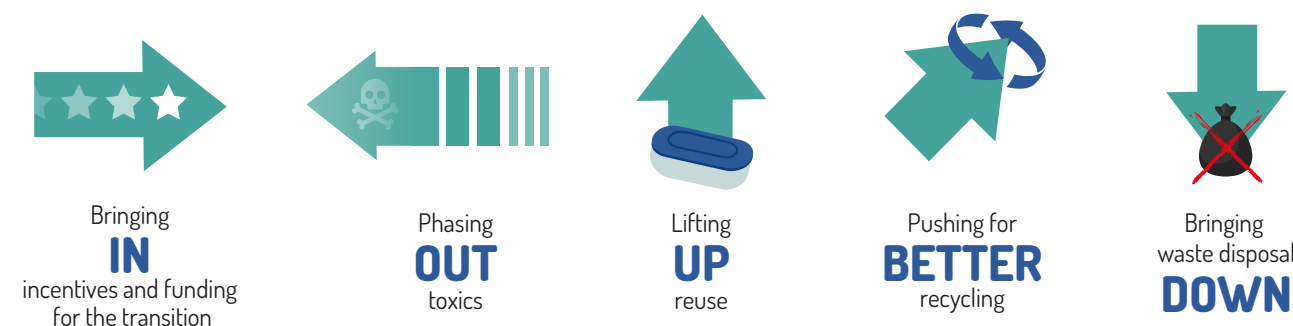 Bringing
IN
incentives and funding
for the transition
Phasing
OUT
toxics
Lifting
UP
reuse
Pushing for
BETTER
recycling
Bringing
waste disposal
DOWN